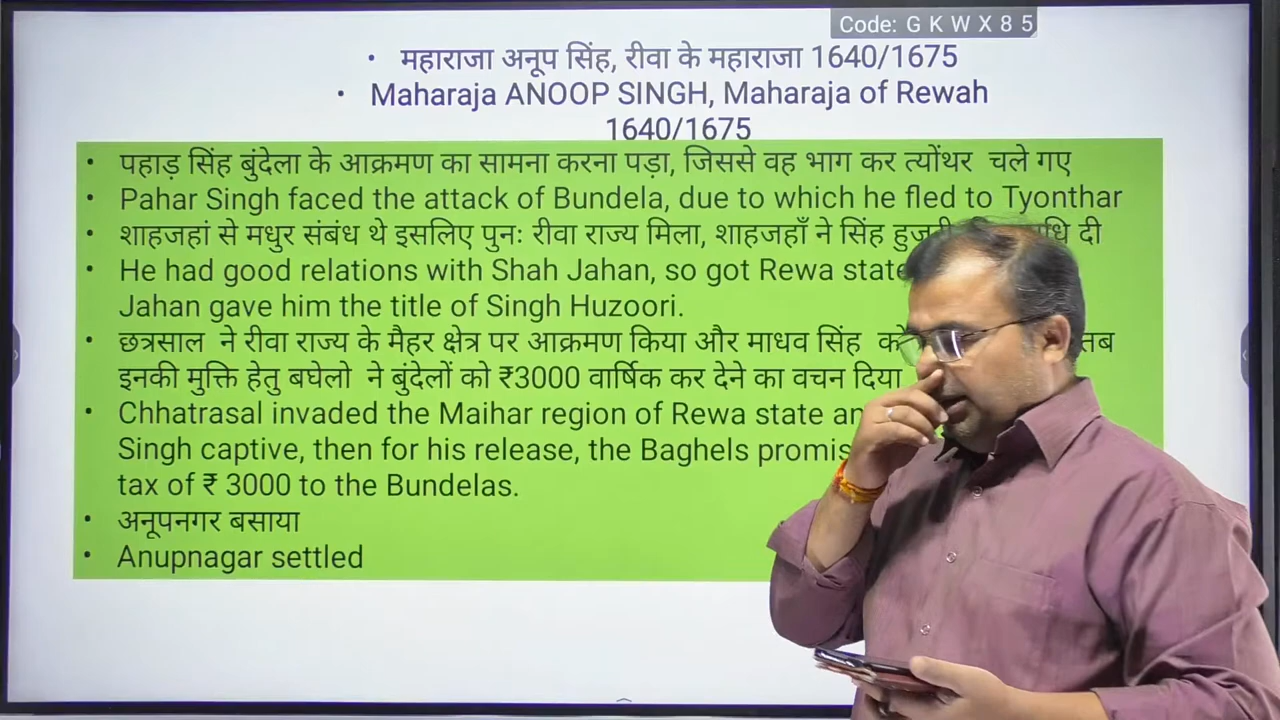 Code: G K W X 8 5
• महाराजा अनूप सिंह, रीवा के महाराजा 1640/1675
• Maharaja ANOOP SINGH, Maharaja of Rewah
1640/1675
• पहाड़ सिंह बुंदेला के आक्रमण का सामना करना पड़ा, जिससे वह भाग कर त्योंथर चले गए
• Pahar Singh faced the attack of Bundela, due to which he fled to Tyonthar
• शाहजहां से मधुर संबंध थे इसलिए पुनः रीवा राज्य मिला, शाहजहाँ ने सिंह दी
• He had good relations with Shah Jahan, so got Rewa state
Jahan gave him the title of Singh Huzoori.
• छत्रसाल ने रीवा राज्य के मैहर क्षेत्र पर आक्रमण किया और माधव सिंह तब
इनकी मुक्ति हेतु बघेलो ने बुंदेलों को ₹3000 वार्षिक कर देने का वचन दिया
• Chhatrasal invaded the Maihar region of Rewa state
Singh captive, then for his release, the Baghels
tax of ₹ 3000 to the Bundelas.
• अनूपनगर बसाया
• Anupnagar settled